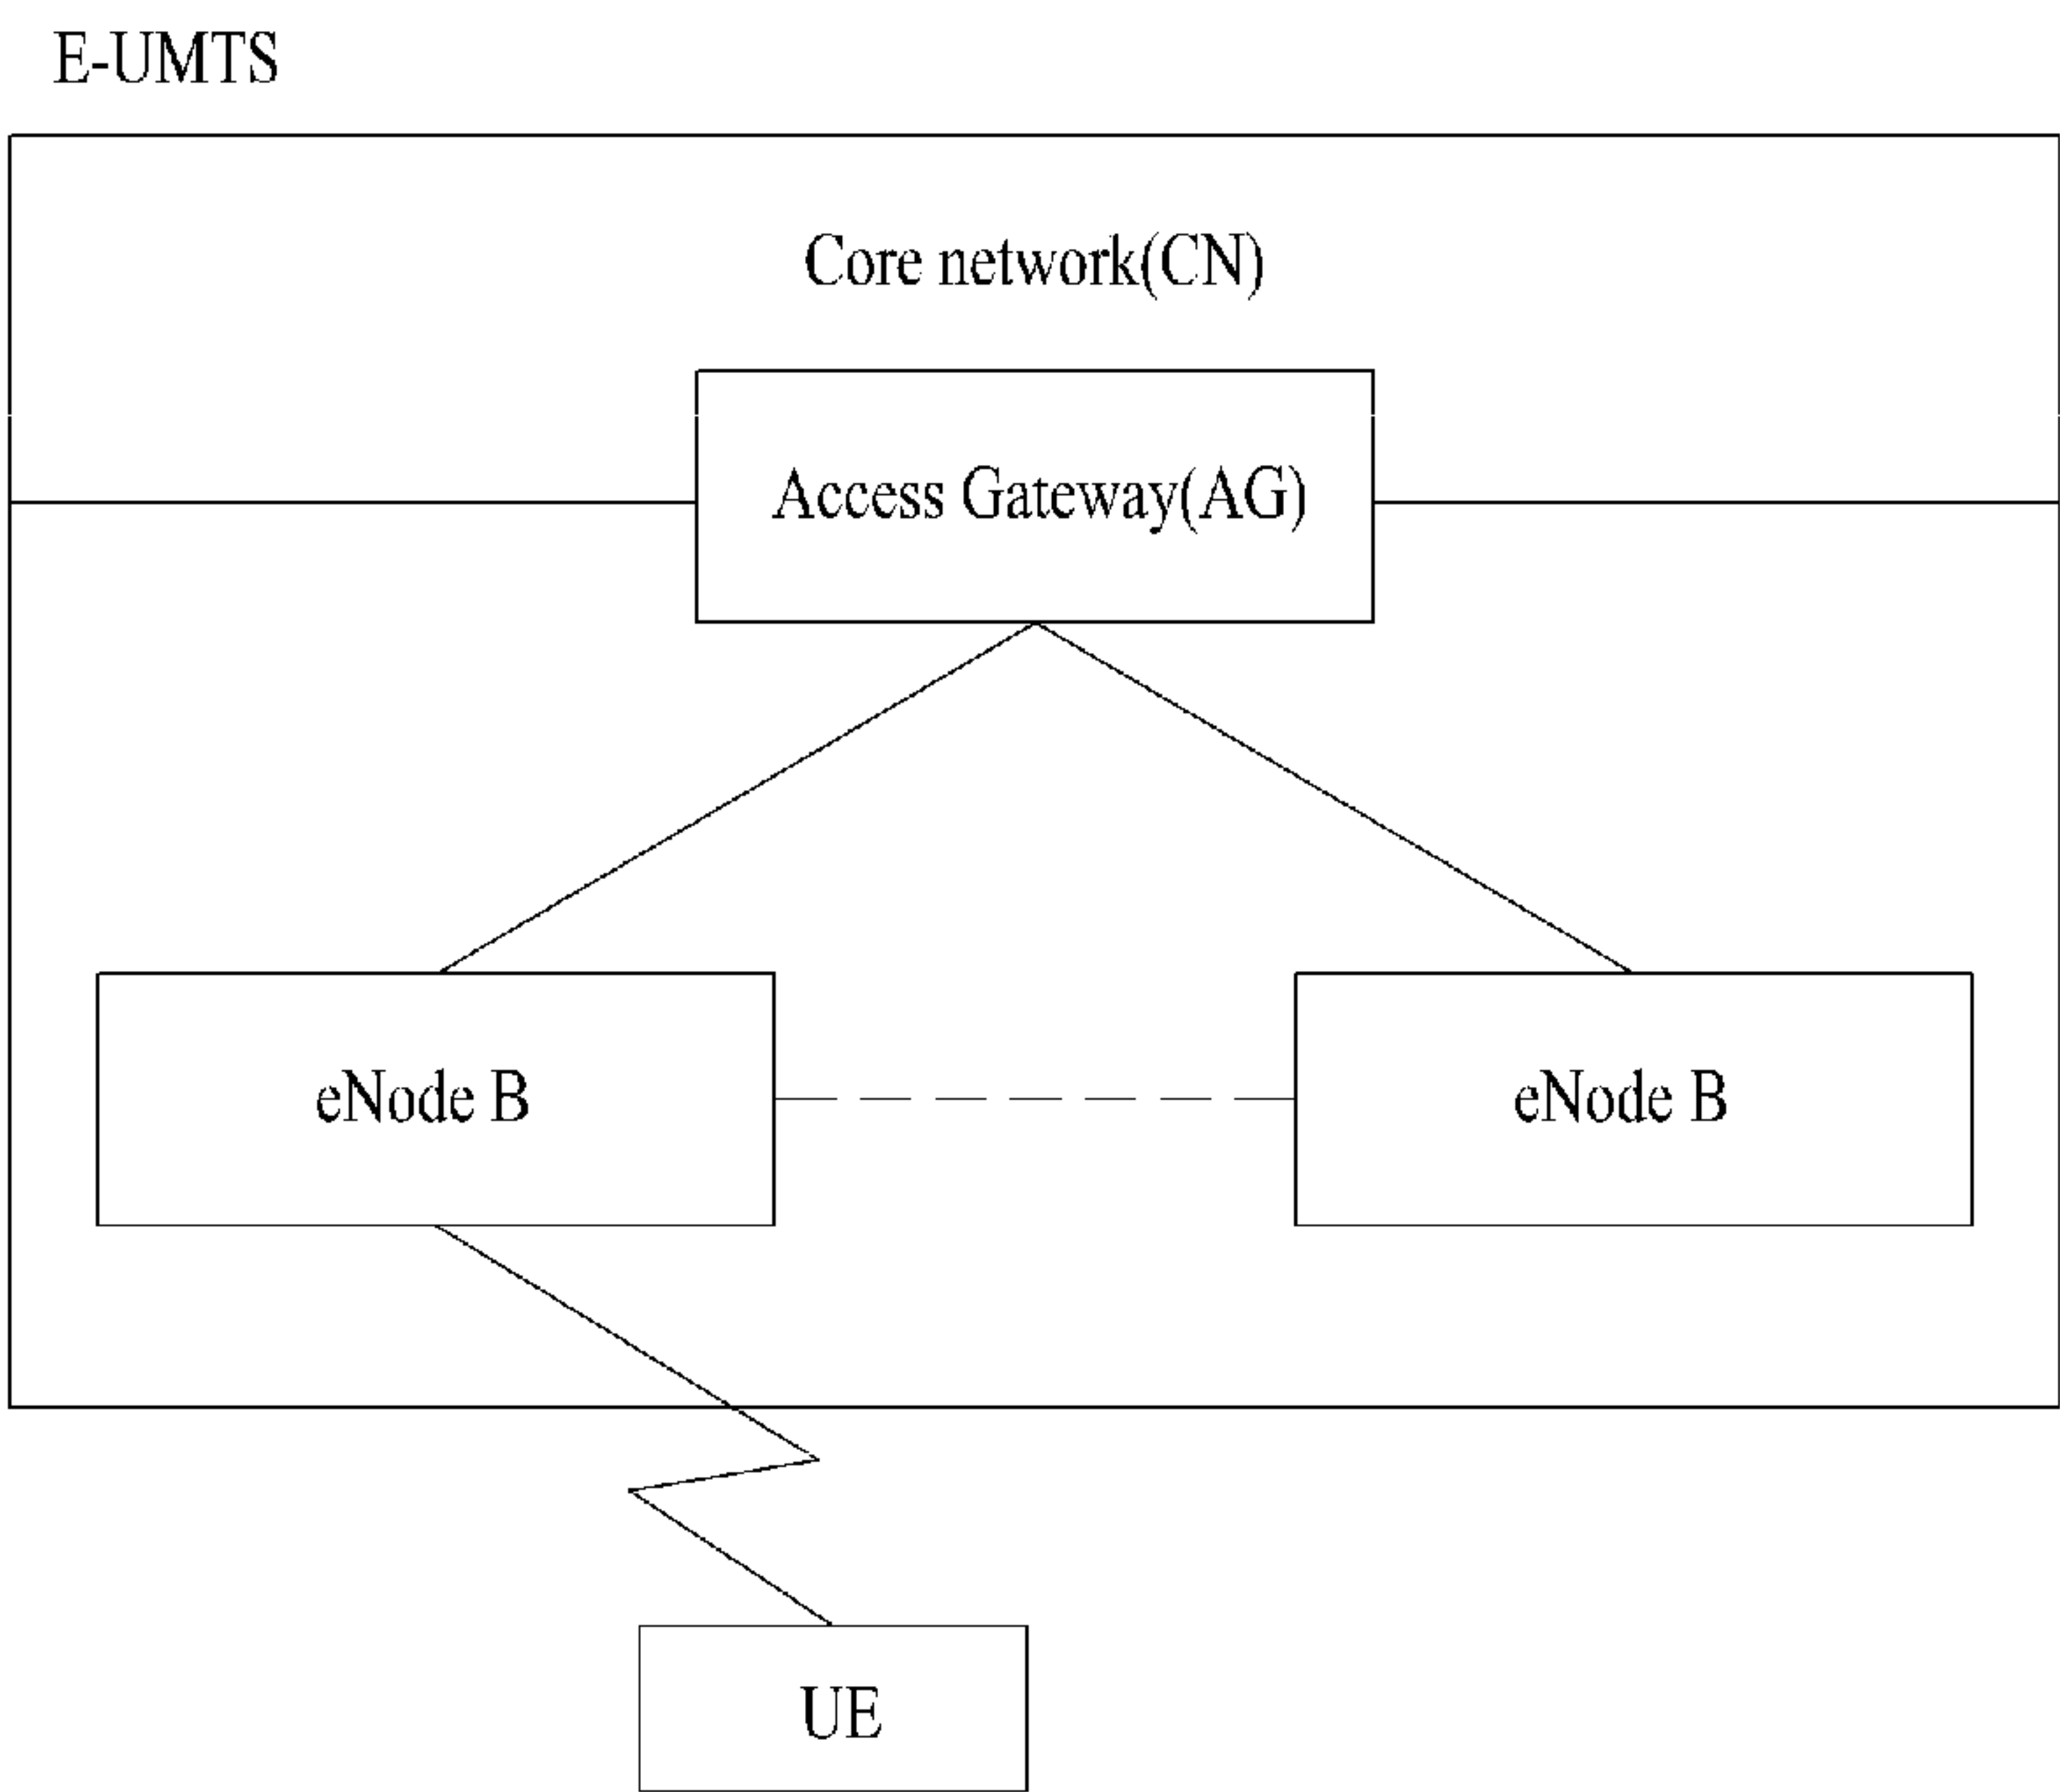 E-UMTS
Core network(CN)
Access Gateway(AG)
eNode B
eNode B
UE